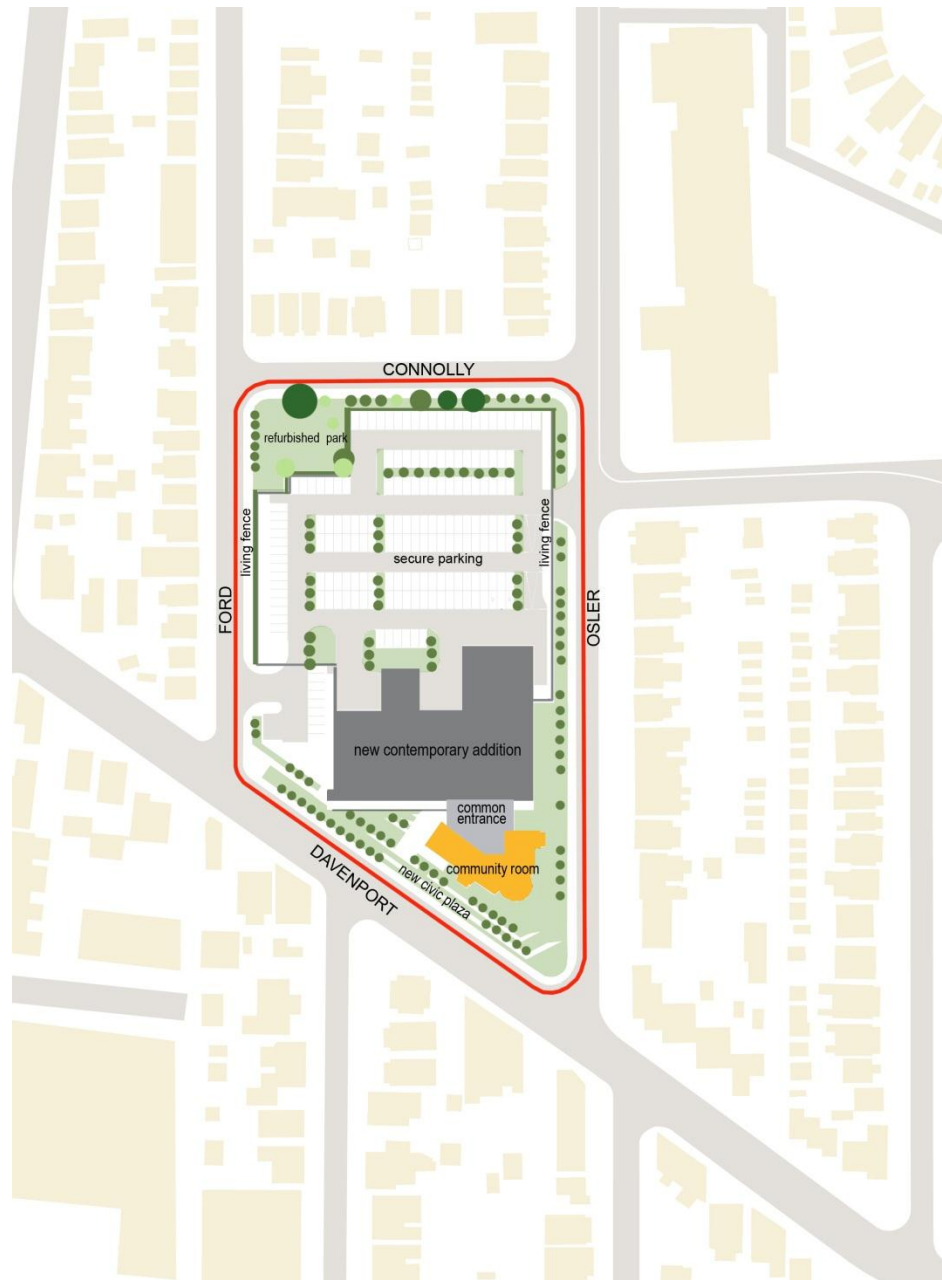 CONNOLLY
refurbished park
living fence
living fence
secure parking
FORD
OSLER
new contemporary addition
common
entrance
community room
new civic plaza
DAVENPORT